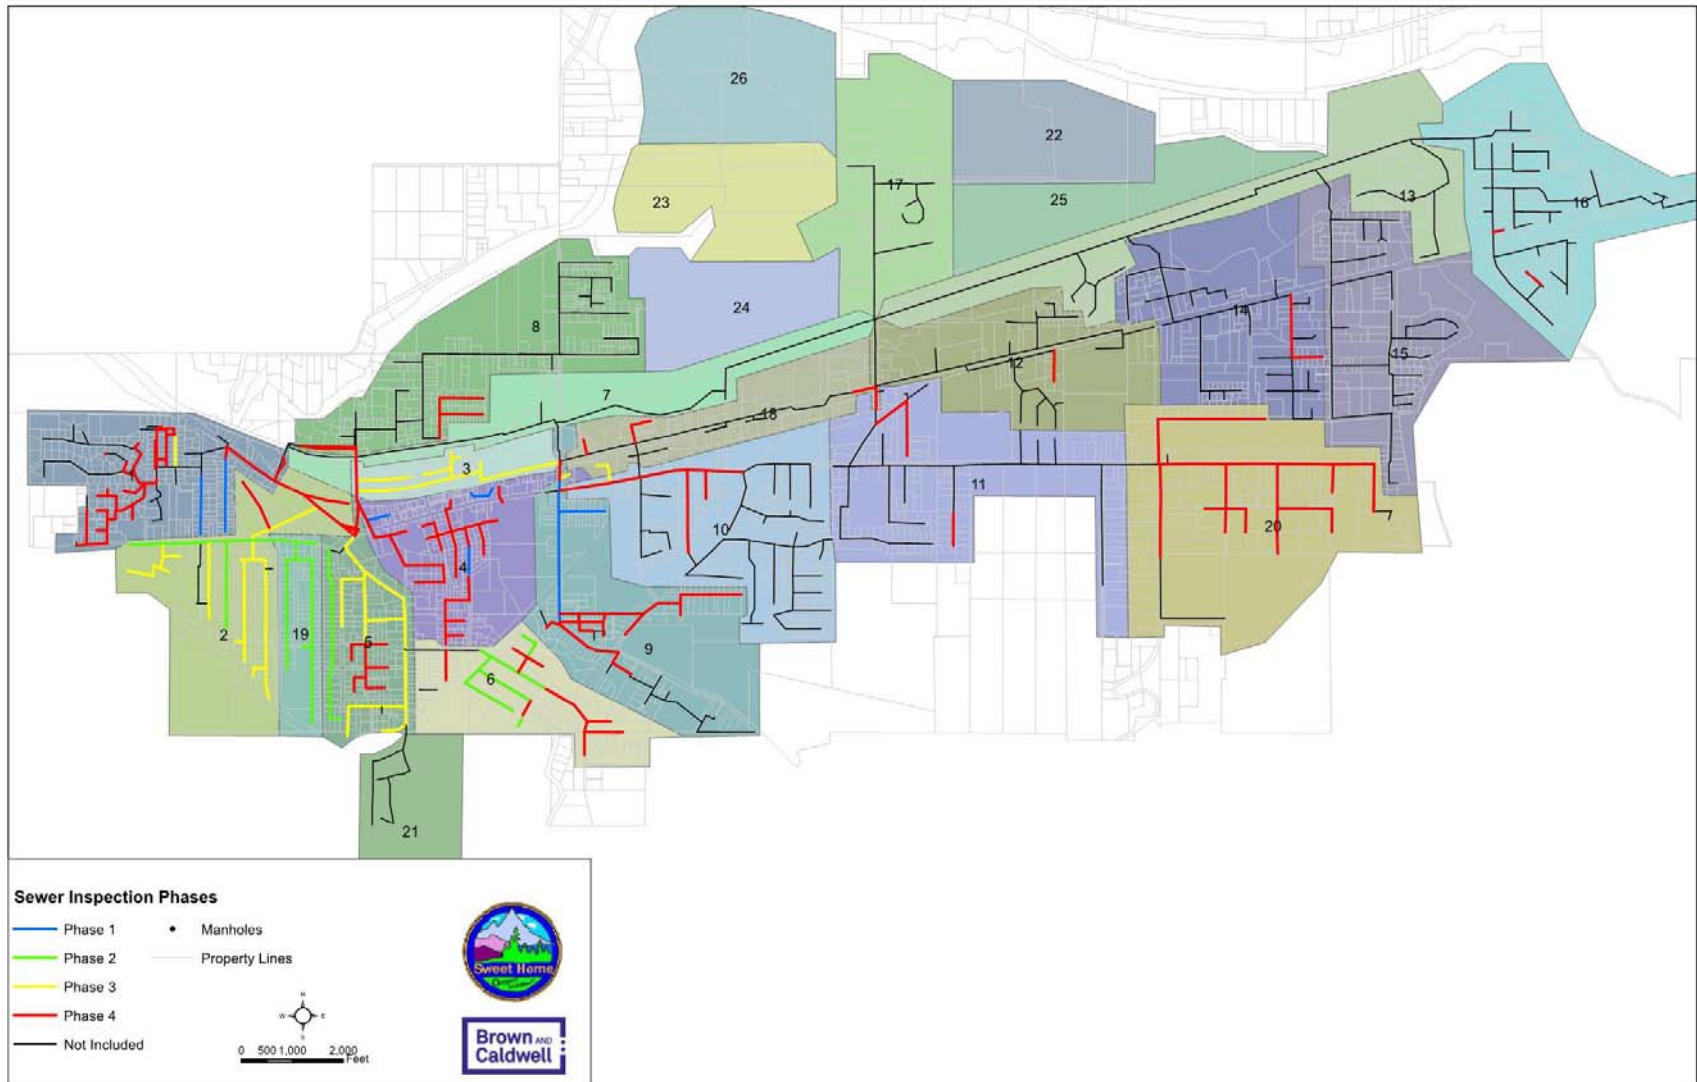 26
22
17
23
25
13
16
24
8
14
15
12
7
18
3
11
10
20
4
2
19
5
9
6
21
Sewer Inspection Phases
Phase 1
Manholes
Phase 2
Property Lines
Phase 3
Phase 4
Not Included
N
W E
S
0 500 1,000 2,000
Feet
Sweet Home
Brown AND
Caldwell